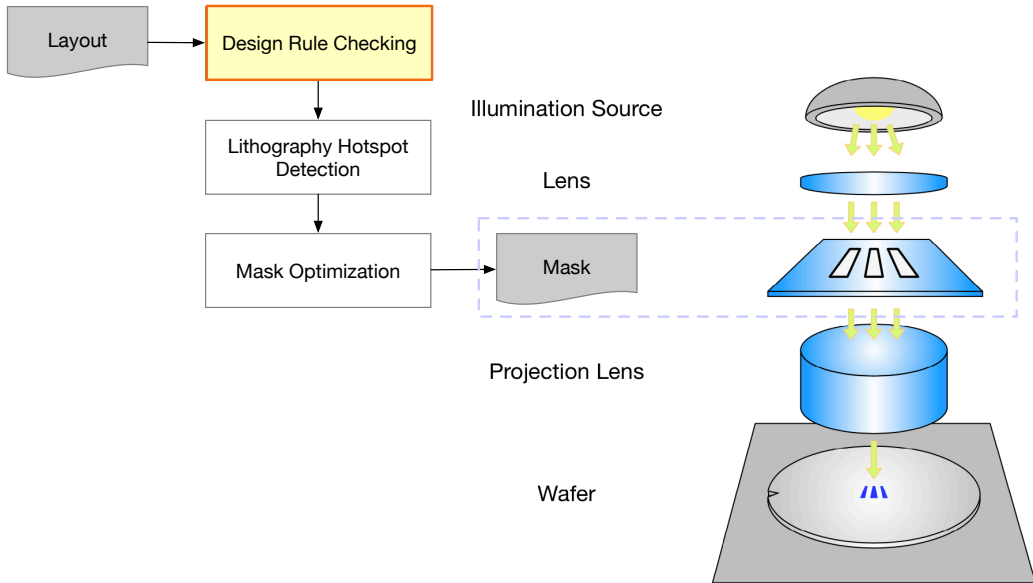 Layout
Design Rule Checking
Illumination Source
Lithography Hotspot
Detection
Lens
Mask Optimization
Mask
Projection Lens
Wafer